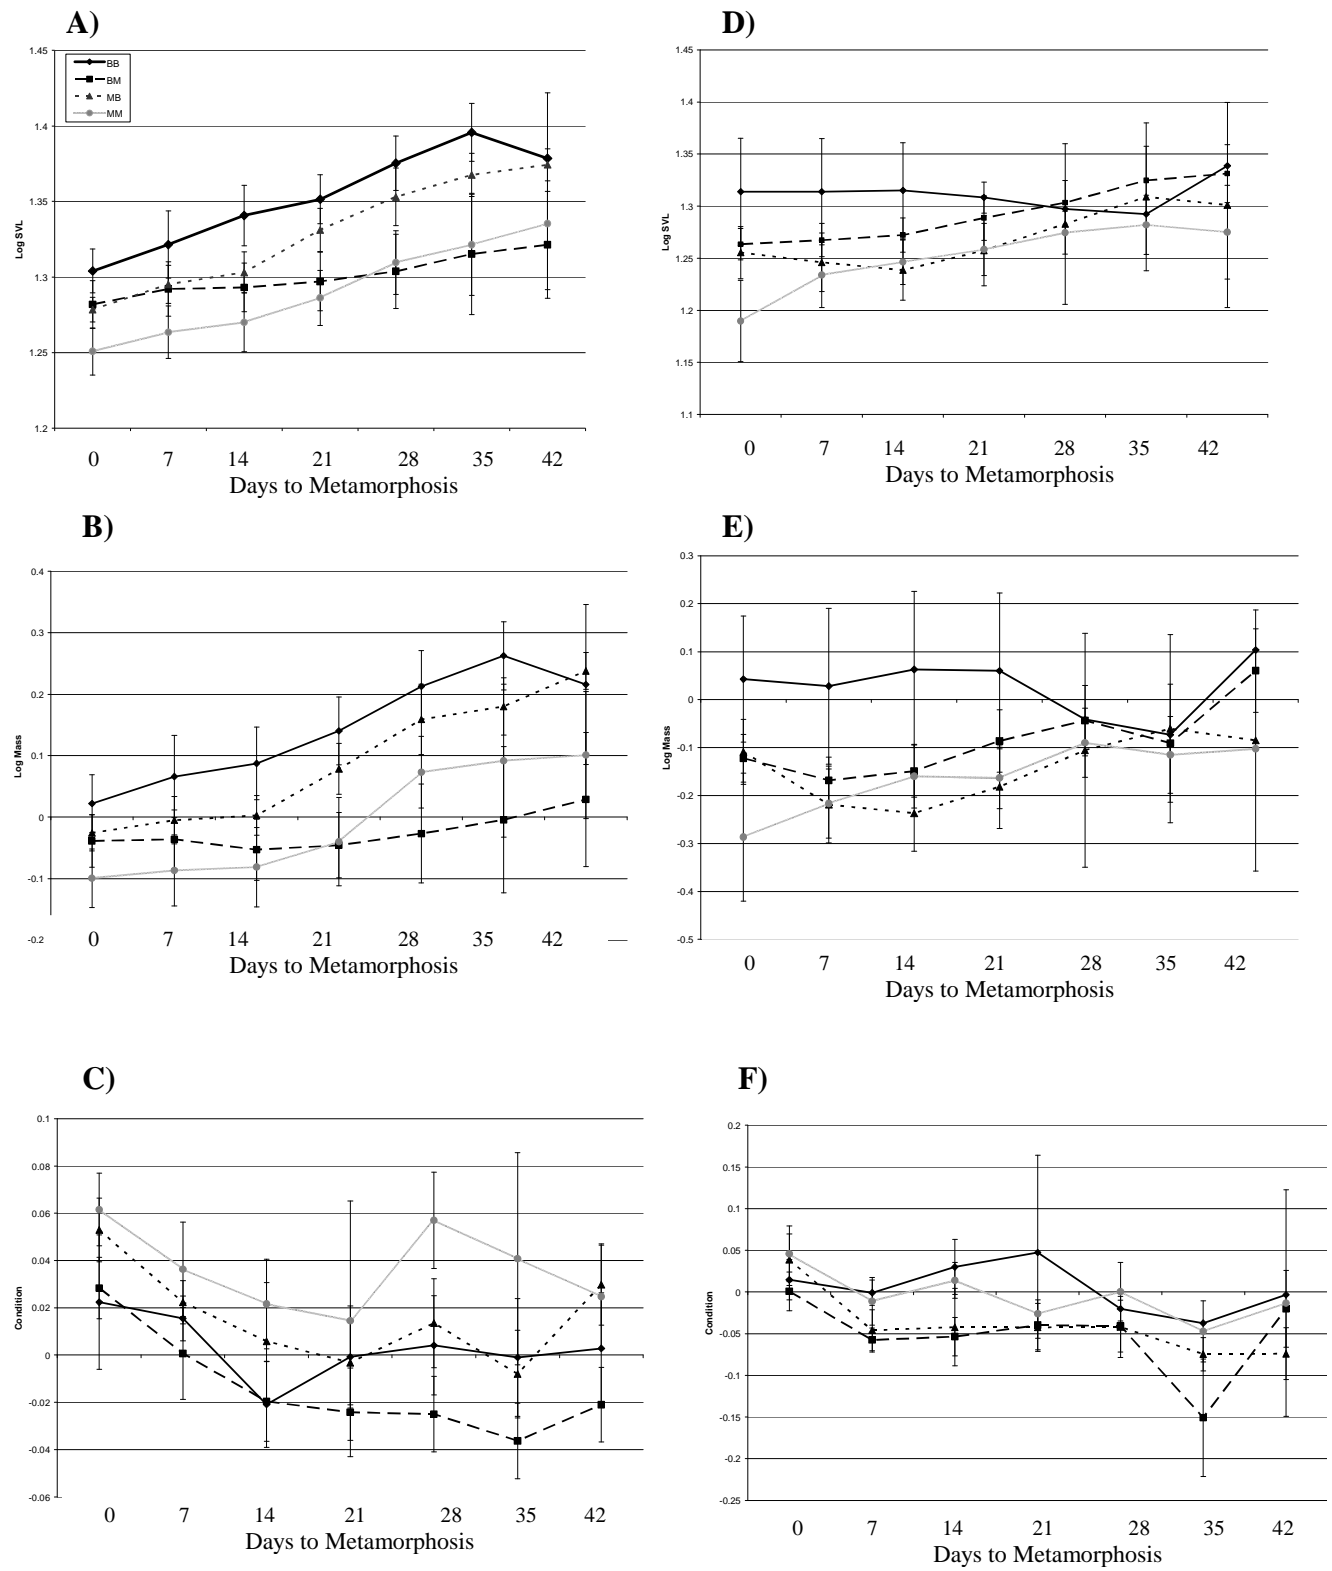 A)
1.45
1.4
1.35
1.3
1.25
1.2
Log SVL
BB
BM
MB
MM
0 7 14 21 28 35 42
Days to Metamorphosis
D)
1.45
1.4
1.35
1.3
1.25
1.2
1.15
1.1
Log SVL
0 7 14 21 28 35 42
Days to Metamorphosis
B)
0.4
0.3
0.2
0.1
0
-0.1
-0.2
Log Mass
0 7 14 21 28 35 42
Days to Metamorphosis
E)
0.3
0.2
0.1
0
-0.1
-0.2
-0.3
-0.4
-0.5
Log Mass
0 7 14 21 28 35 42
Days to Metamorphosis
C)
0.1
0.08
0.06
0.04
0.02
0
-0.02
-0.04
-0.06
Condition
0 7 14 21 28 35 42
Days to Metamorphosis
F)
0.2
0.15
0.1
0.05
0
-0.05
-0.1
-0.15
-0.2
-0.25
Condition
0 7 14 21 28 35 42
Days to Metamorphosis